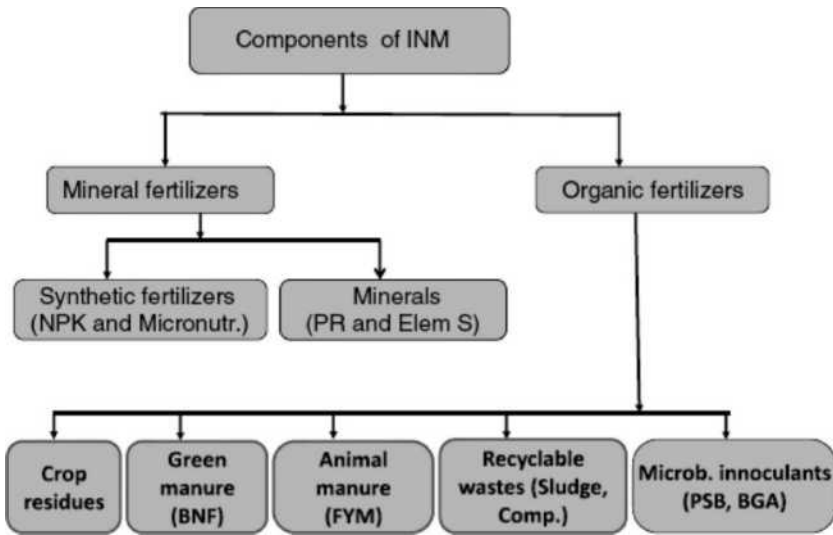 Components of INM
Mineral fertilizers
Organic fertilizers
Synthetic fertilizers
(NPK and Micronutr.)
Minerals
(PR and Elem S)
Crop
residues
Green
manure
(BNF)
Animal
manure
(FYM)
Recyclable
wastes (Sludge,
Comp.)
Microb. innoculants
(PSB, BGA)